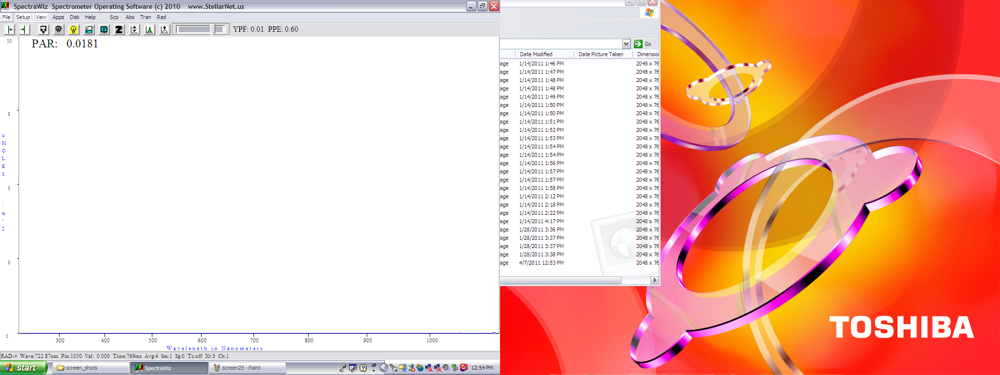 SpectraWiz Spectrometer Operating Software (c) 2010 www.StellarNet.us
File Setup View Apps Disk Help Sco Abs Tran Rad
YPF: 0.01 PPE: 0.60
PAR: 0.0181
10
8
5
3
0
uMOLES / m^2
300 400 500 600 700 800 900 1000
Wavelength in Nanometers
RAD-> Wave:722.87nm Pix:1050 Val: 0.000 Time:769ms Avg:4 Sm:1 Sg:0 Tc:off Xt:3 Ch:1
start screen_shots SpectraWiz screen25 - Paint 12:54 PM
Go
Date Modified Date Picture Taken Dimensio
age 1/14/2011 1:46 PM 2048 x 76
age 1/14/2011 1:47 PM 2048 x 76
age 1/14/2011 1:48 PM 2048 x 76
age 1/14/2011 1:48 PM 2048 x 76
age 1/14/2011 1:49 PM 2048 x 76
age 1/14/2011 1:50 PM 2048 x 76
age 1/14/2011 1:50 PM 2048 x 76
age 1/14/2011 1:51 PM 2048 x 76
age 1/14/2011 1:52 PM 2048 x 76
age 1/14/2011 1:53 PM 2048 x 76
age 1/14/2011 1:54 PM 2048 x 76
age 1/14/2011 1:54 PM 2048 x 76
age 1/14/2011 1:56 PM 2048 x 76
age 1/14/2011 1:57 PM 2048 x 76
age 1/14/2011 1:57 PM 2048 x 76
age 1/14/2011 1:58 PM 2048 x 76
age 1/14/2011 2:12 PM 2048 x 76
age 1/14/2011 2:18 PM 2048 x 76
age 1/14/2011 2:22 PM 2048 x 76
age 1/14/2011 4:17 PM 2048 x 76
age 1/28/2011 3:36 PM 2048 x 76
age 1/28/2011 3:37 PM 2048 x 76
age 1/28/2011 3:37 PM 2048 x 76
age 1/28/2011 3:38 PM 2048 x 76
age 4/7/2011 12:53 PM 2048 x 76
TOSHIBA